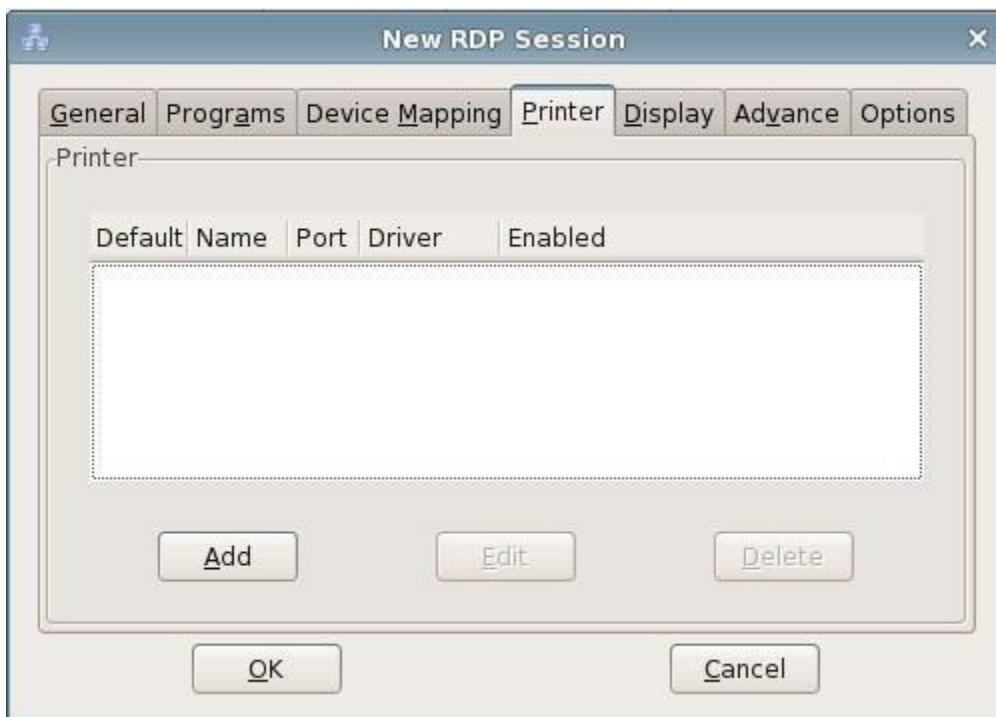 New RDP Session
General Programs Device Mapping Printer Display Advance Options
Printer
Default Name Port Driver Enabled
Add Edit Delete
OK Cancel